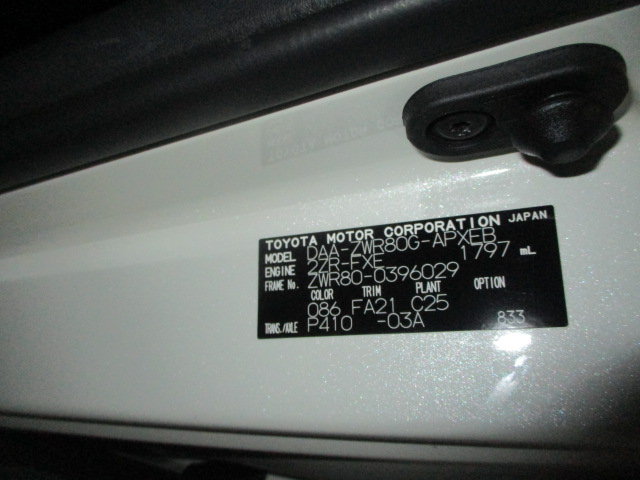 TOYOTA MOTOR CORPORATION JAPAN
MODEL DAA-ZWR80G-APXEB
ENGINE 2ZR-FXE 1797 mL
FRAME No. ZWR80-0396029
COLOR TRIM PLANT OPTION
086 FA21 C25
TRANS./AXLE P410 -03A 833